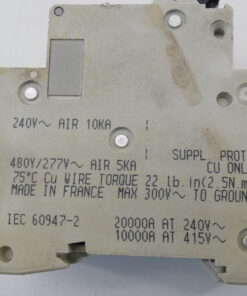 240V~ AIR 10KA
480Y/277V~ AIR 5KA SUPPL. PROT
75°C Cu WIRE TORQUE 22 lb.in(2.5N.m CU ONL
MADE IN FRANCE MAX 300V~ TO GROUN
IEC 60947-2 20000A AT 240V~
10000A AT 415V~